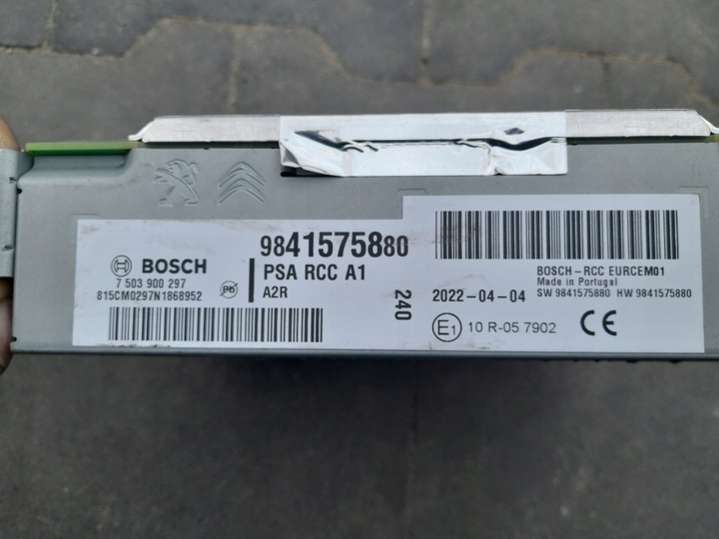 BOSCH
7 503 900 297
815CM0297N1868952
Pb
9841575880
PSA RCC A1
A2R
240
2022-04-04
BOSCH-RCC EURCEM01
Made in Portugal
SW 9841575880 HW 9841575880
E1 10 R-05 7902
CE